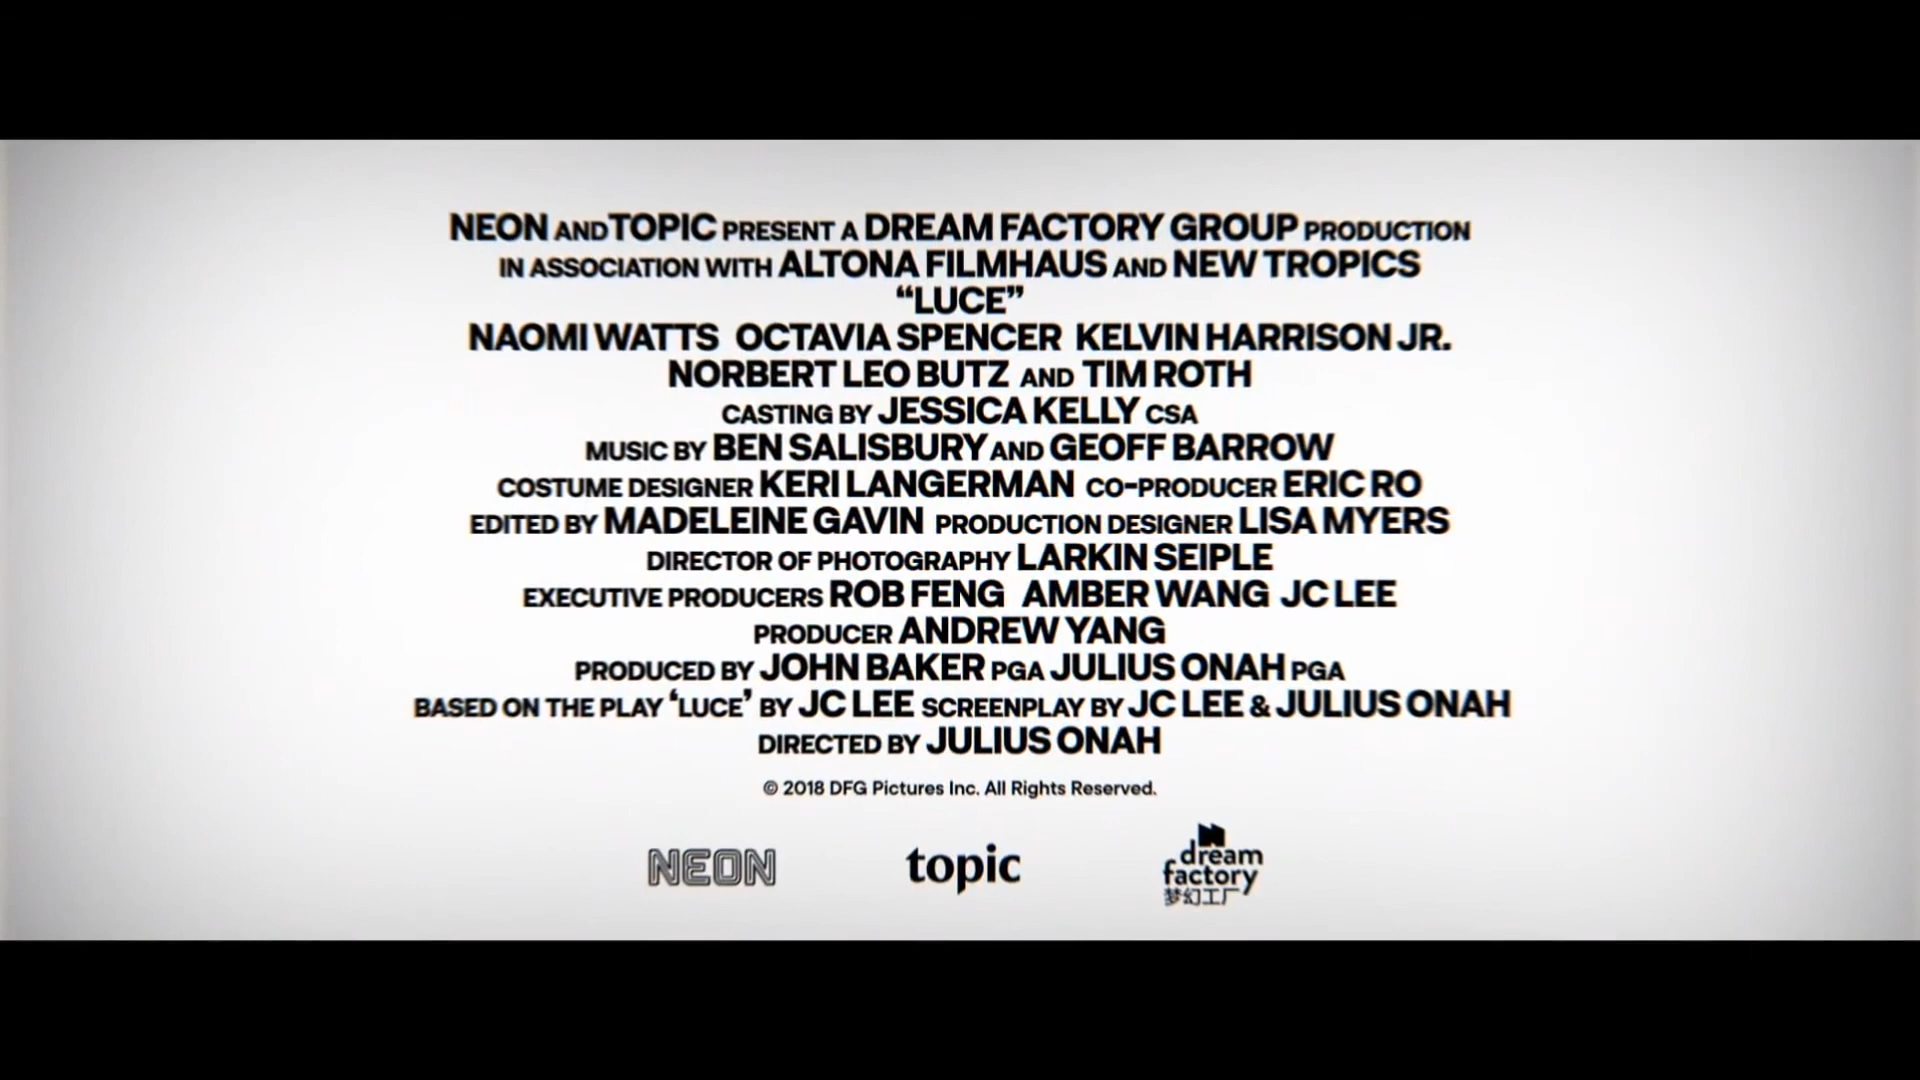 NEON AND TOPIC PRESENT A DREAM FACTORY GROUP PRODUCTION
IN ASSOCIATION WITH ALTONA FILMHAUS AND NEW TROPICS
“LUCE”
NAOMI WATTS OCTAVIA SPENCER KELVIN HARRISON JR.
NORBERT LEO BUTZ AND TIM ROTH
CASTING BY JESSICA KELLY CSA
MUSIC BY BEN SALISBURY AND GEOFF BARROW
COSTUME DESIGNER KERI LANGERMAN CO-PRODUCER ERIC RO
EDITED BY MADELEINE GAVIN PRODUCTION DESIGNER LISA MYERS
DIRECTOR OF PHOTOGRAPHY LARKIN SEIPLE
EXECUTIVE PRODUCERS ROB FENG AMBER WANG JC LEE
PRODUCER ANDREW YANG
PRODUCED BY JOHN BAKER PGA JULIUS ONAH PGA
BASED ON THE PLAY ‘LUCE’ BY JC LEE SCREENPLAY BY JC LEE & JULIUS ONAH
DIRECTED BY JULIUS ONAH
© 2018 DFG Pictures Inc. All Rights Reserved.
NEON
topic
dream
factory
梦幻工厂